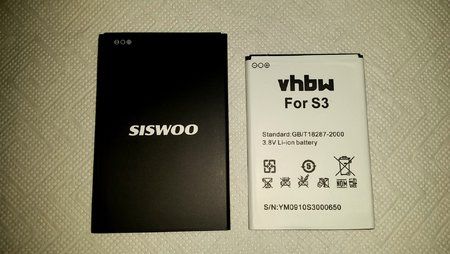 SISWOO
vhbw
For S3
Standard:GB/T18287-2000
3.8V Li-ion battery
S/N:YM0910S3000650